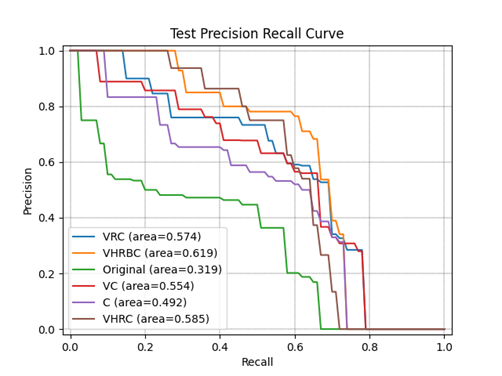 Test Precision Recall Curve
1.0
0.8
0.6
0.4
0.2
0.0
Precision
VRC (area=0.574)
VHRBC (area=0.619)
Original (area=0.319)
VC (area=0.554)
C (area=0.492)
VHRC (area=0.585)
0.0 0.2 0.4 0.6 0.8 1.0
Recall